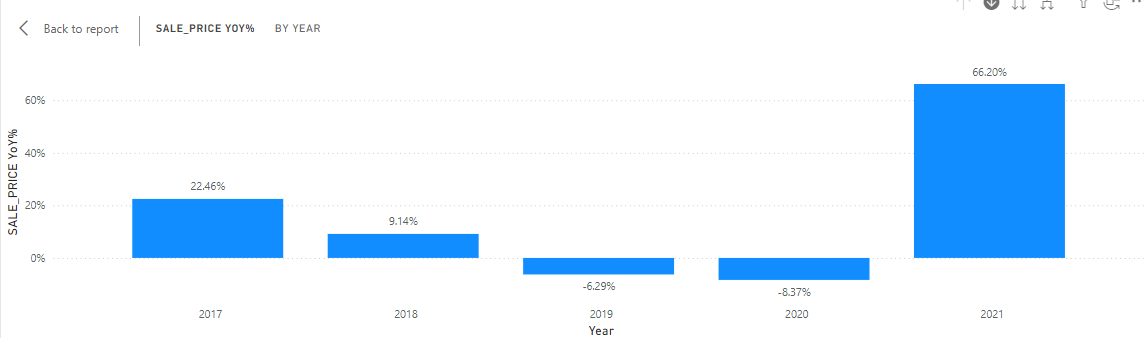 Back to report SALE_PRICE YOY% BY YEAR
66.20%
60%
40%
22.46%
20%
9.14%
0%
-6.29%
-8.37%
SALE_PRICE YoY%
2017 2018 2019 2020 2021
Year